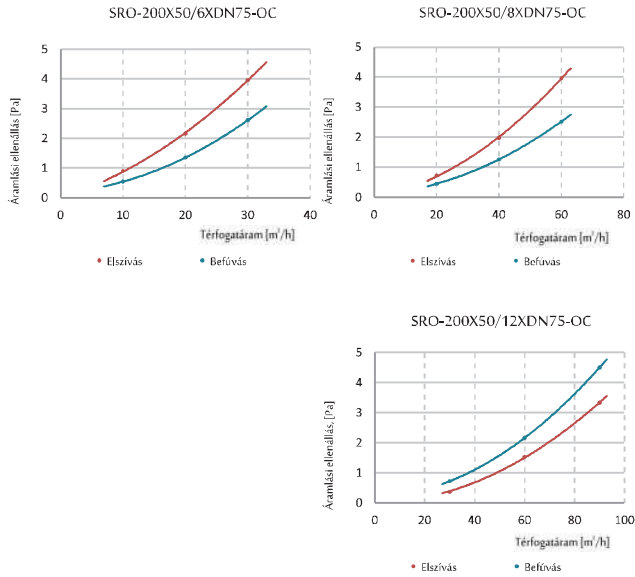 SRO-200X50/6XDN75-OC
Áramlási ellenállás [Pa]
5
4
3
2
1
0
0 10 20 30 40
Térfogatáram [m³/h]
• Elszívás • Befúvás
SRO-200X50/8XDN75-OC
Áramlási ellenállás [Pa]
5
4
3
2
1
0
0 20 40 60 80
Térfogatáram [m³/h]
• Elszívás • Befúvás
SRO-200X50/12XDN75-OC
Áramlási ellenállás, [Pa]
5
4
3
2
1
0
0 20 40 60 80 100
Térfogatáram [m³/h]
• Elszívás • Befúvás